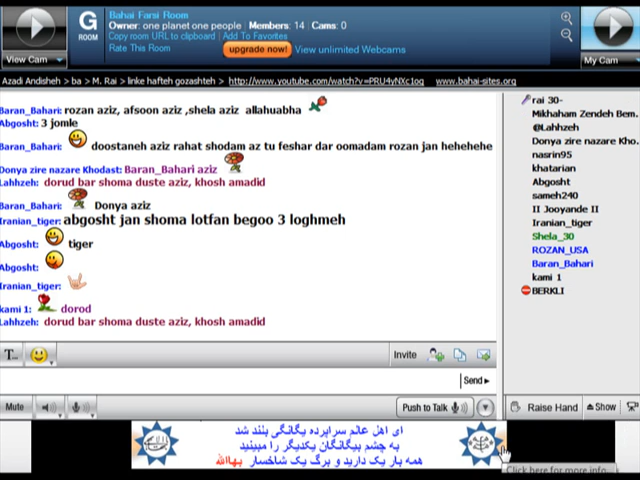 Bahai Farsi Room
Owner: one planet one people | Members: 14 | Cams: 0
Copy room URL to clipboard | Add To Favorites
Rate This Room
upgrade now!
View unlimited Webcams
G
ROOM
View Cam
My Cam
Azadi Andisheh > ba > M. Rai > linke hafteh gozashteh > http://www.youtube.com/watch?v=PRU4yNXc1og www.bahai-sites.org
Baran_Bahari: rozan aziz, afsoon aziz ,shela aziz allahuabha
Abgosht: 3 jomle
Baran_Bahari: doostaneh aziz rahat shodam az tu feshar dar oomadam rozan jan hehehehe
Donya zire nazare Khodast: Baran_Bahari aziz
Lahhzeh: dorud bar shoma duste aziz, khosh amadid
Baran_Bahari: Donya aziz
Iranian_tiger: abgosht jan shoma lotfan begoo 3 loghmeh
Abgosht: tiger
Abgosht:
Iranian_tiger:
kami 1: dorod
Lahhzeh: dorud bar shoma duste aziz, khosh amadid
rai 30-
Mikhaham Zendeh Bem.
@Lahhzeh
Donya zire nazare Kho.
nasrin95
khatarian
Abgosht
sameh240
II Jooyande II
Iranian_tiger
Shela_30
ROZAN_USA
Baran_Bahari
kami 1
BERKLI
T...
Invite
Send
Mute
Push to Talk
Raise Hand
Show
ای اهل عالم سراپرده یگانگی بلند شد
به چشم بیگانگان یکدیگر را مبینید
همه بار یک دارید و برگ یک شاخسار بهاالله
Click here for more info.